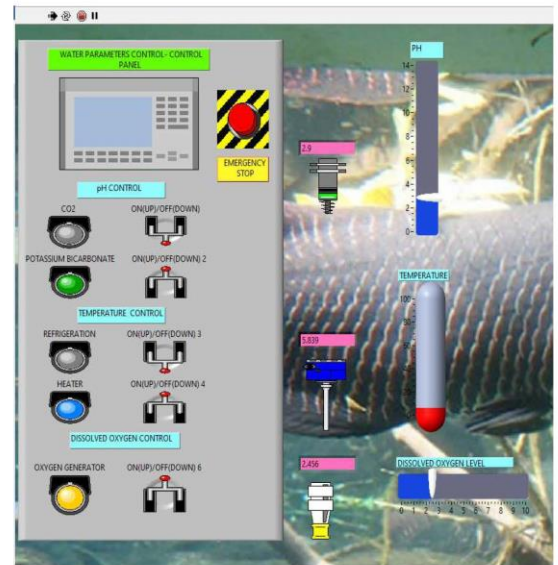 WATER PARAMETERS CONTROL- CONTROL
PANEL
EMERGENCY
STOP
pH CONTROL
CO2
ON(UP)/OFF(DOWN)
POTASSIUM BICARBONATE
ON(UP)/OFF(DOWN) 2
TEMPERATURE CONTROL
REFRIGERATION
ON(UP)/OFF(DOWN) 3
HEATER
ON(UP)/OFF(DOWN) 4
DISSOLVED OXYGEN CONTROL
OXYGEN GENERATOR
ON(UP)/OFF(DOWN) 6
PH
14-
12-
10-
8-
6-
4-
2-
0-
2.9
TEMPERATURE
100-
80-
5.839
2.456
DISSOLVED OXYGEN LEVEL
0 1 2 3 4 5 6 7 8 9 10